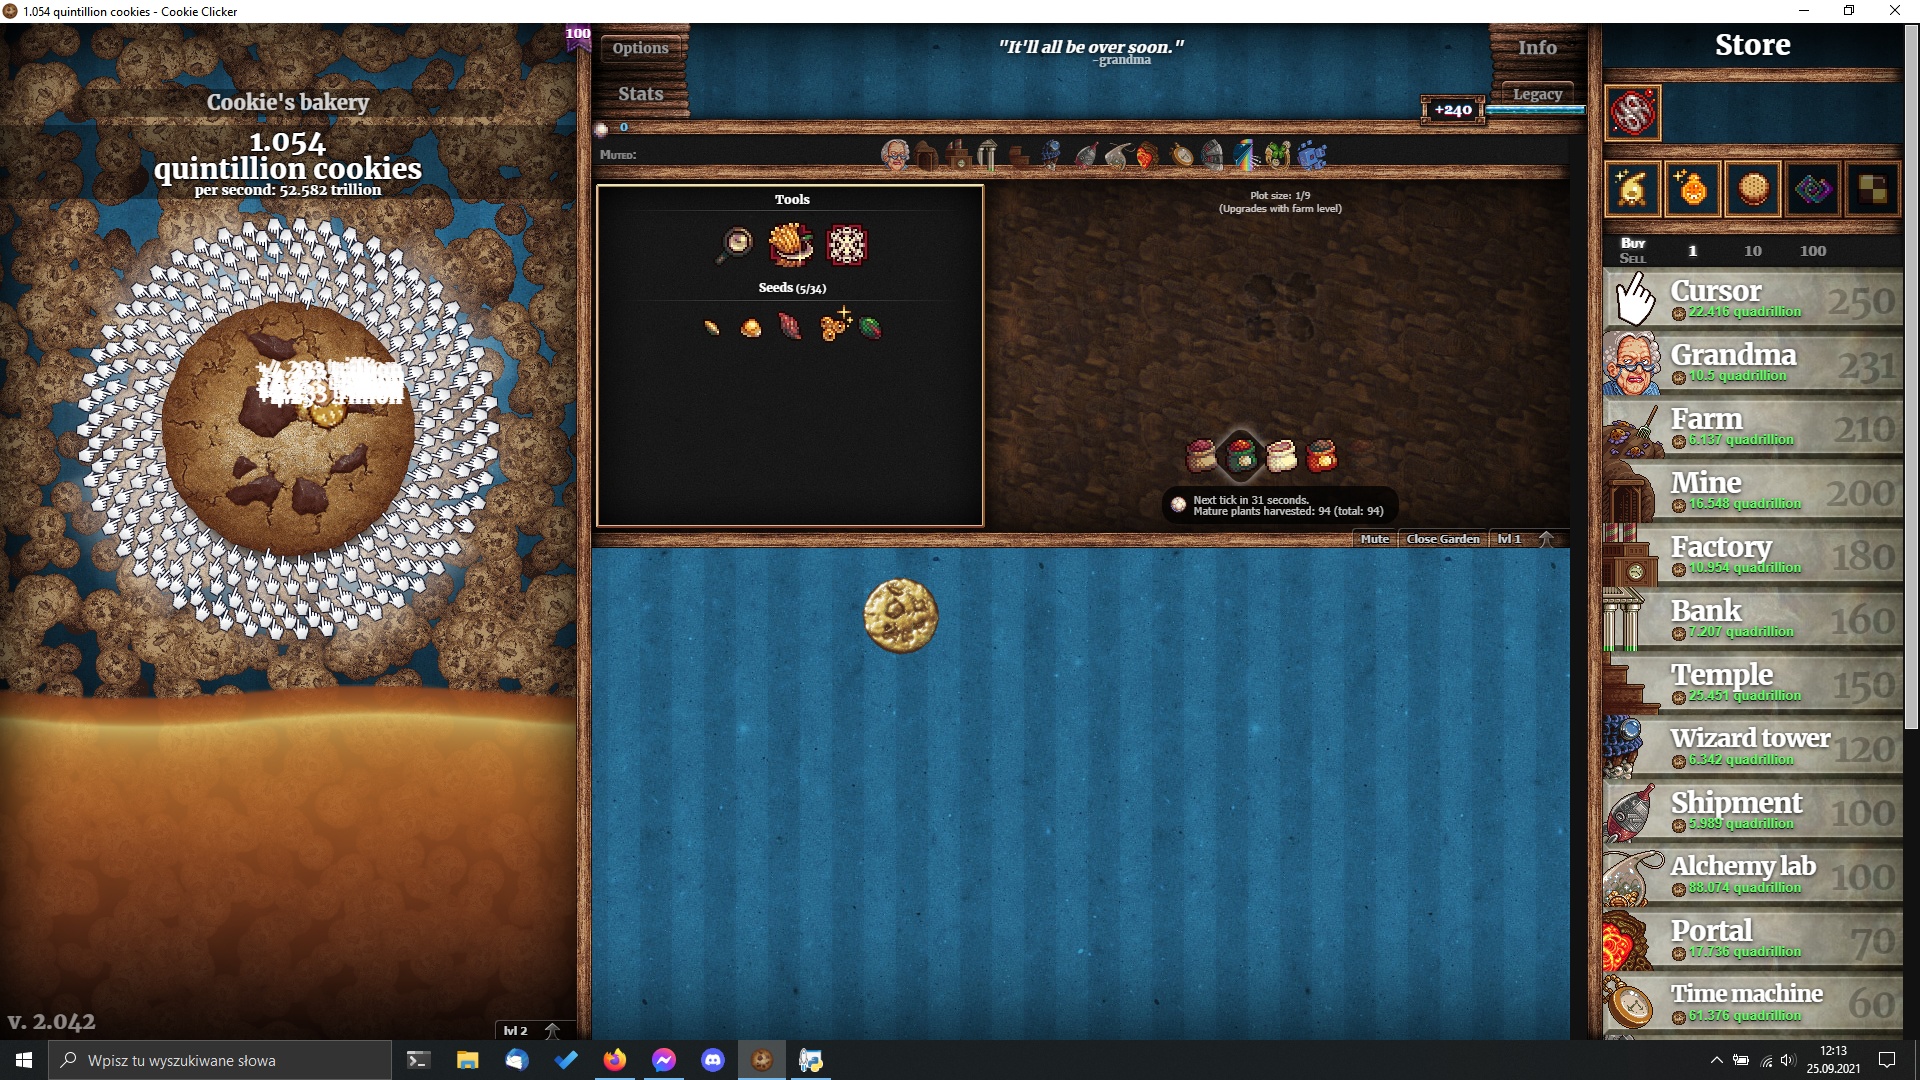 1.054 quintillion cookies - Cookie Clicker
100
Options
Stats
"It'll all be over soon."
-grandma
Info
Legacy
+240
Cookie's bakery
1.054
quintillion cookies
per second: 52.582 trillion
0
Muted:
Tools
Seeds (5/34)
Plot size: 1/9
(Upgrades with farm level)
Next tick in 31 seconds.
Mature plants harvested: 94 (total: 94)
Mute
Close Garden
lvl 1
v. 2.042
lvl 2
Store
Buy
Sell
1
10
100
Cursor
22.416 quadrillion
250
Grandma
10.5 quadrillion
231
Farm
6.137 quadrillion
210
Mine
16.548 quadrillion
200
Factory
10.954 quadrillion
180
Bank
7.207 quadrillion
160
Temple
25.451 quadrillion
150
Wizard tower
6.342 quadrillion
120
Shipment
5.989 quadrillion
100
Alchemy lab
88.074 quadrillion
100
Portal
17.736 quadrillion
70
Time machine
61.376 quadrillion
60
Wpisz tu wyszukiwane słowa
12:13
25.09.2021